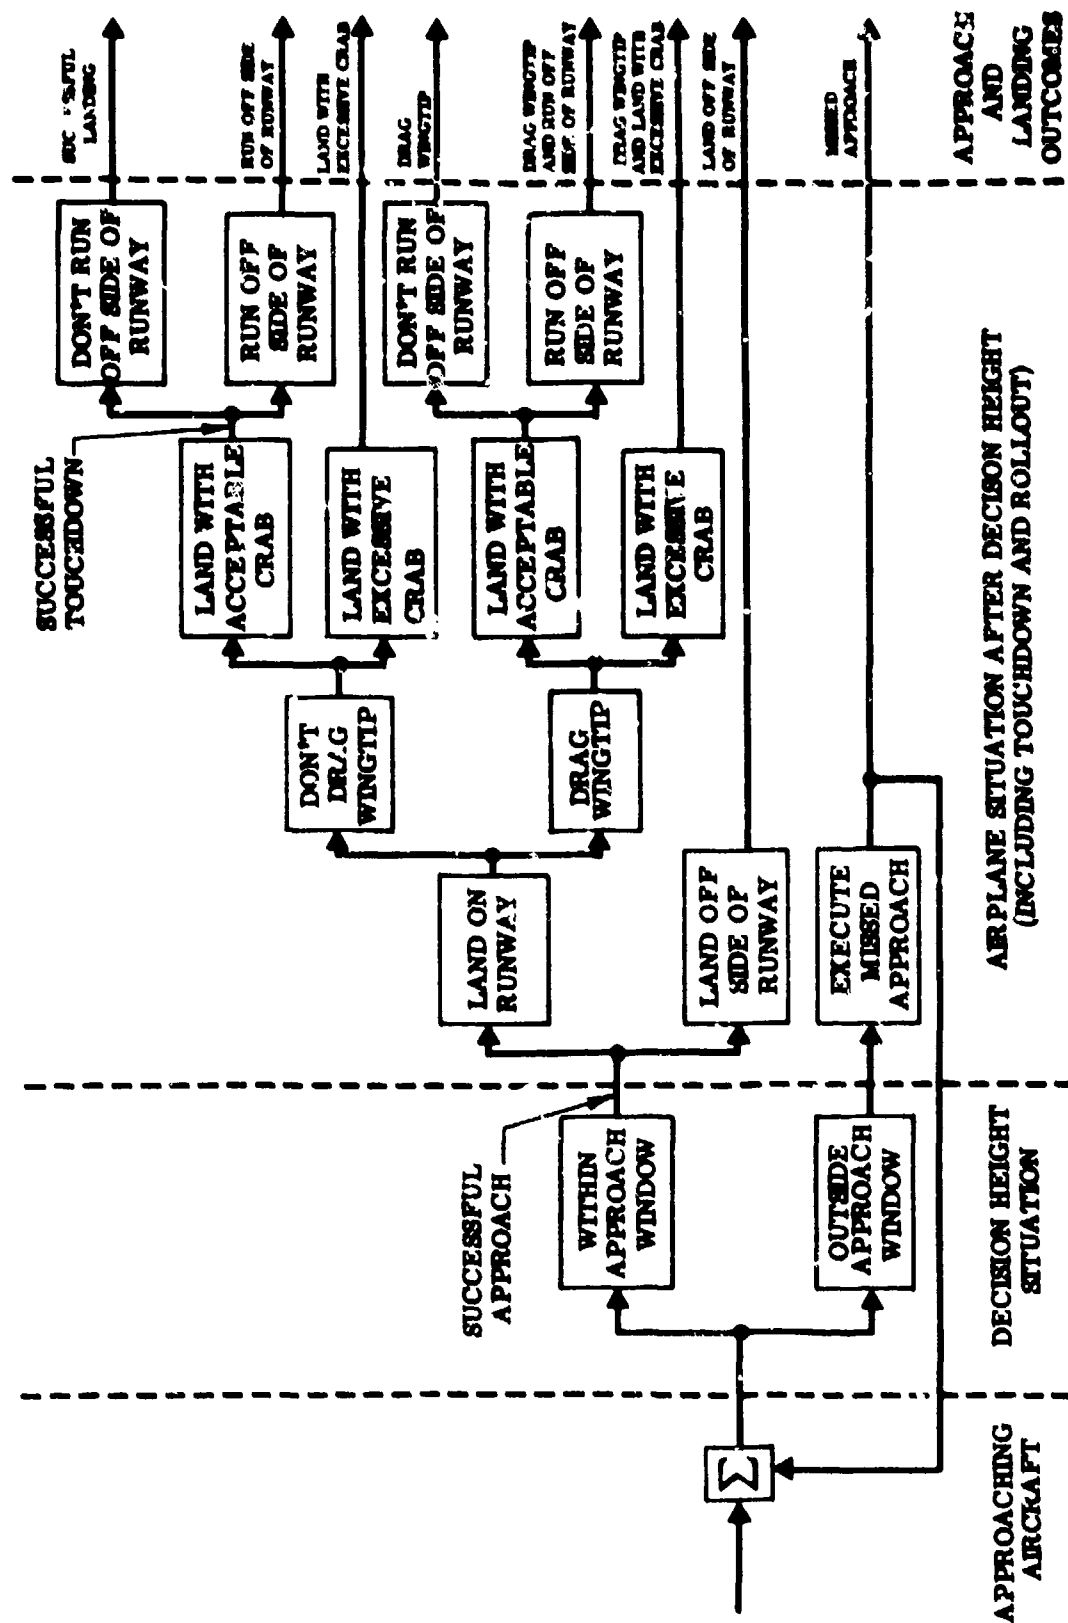 APPROACHING
AIRCRAFT
Σ
DECISION HEIGHT
SITUATION
SUCCESSFUL
APPROACH
WITHIN
APPROACH
WINDOW
OUTSIDE
APPROACH
WINDOW
AIRPLANE SITUATION AFTER DECISON HEIGHT
(INCLUDING TOUCHDOWN AND ROLLOUT)
LAND ON
RUNWAY
LAND OFF
SIDE OF
RUNWAY
EXECUTE
MISSED
APPROACH
DON'T
DRAG
WINGTIP
DRAG
WINGTIP
SUCCESSFUL
TOUCHDOWN
LAND WITH
ACCEPTABLE
CRAB
LAND WITH
EXCESSIVE
CRAB
LAND WITH
ACCEPTABLE
CRAB
LAND WITH
EXCESSIVE
CRAB
DON'T RUN
OFF SIDE OF
RUNWAY
RUN OFF
SIDE OF
RUNWAY
DON'T RUN
OFF SIDE OF
RUNWAY
RUN OFF
SIDE OF
RUNWAY
APPROACH
AND
LANDING
OUTCOMES
SUCCESSFUL
LANDING
RUN OFF SIDE
OF RUNWAY
LAND WITH
EXCESSIVE CRAB
DRAG
WINGTIP
DRAG WINGTIP
AND RUN OFF
SIDE OF RUNWAY
DRAG WINGTIP
AND LAND WITH
EXCESSIVE CRAB
LAND OFF SIDE
OF RUNWAY
MISSED
APPROACH